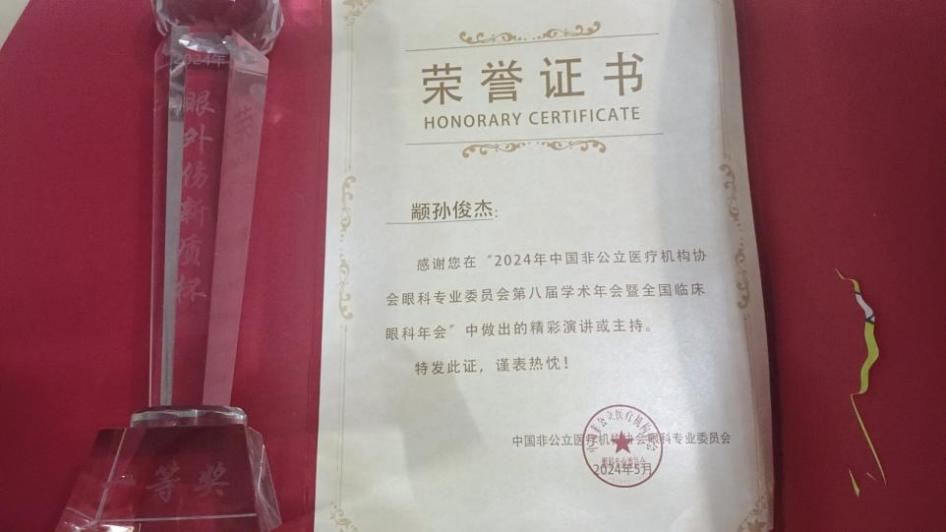 2024年
眼外伤新质杯
等奖
荣誉证书
HONORARY CERTIFICATE
颛孙俊杰:
感谢您在“2024年中国非公立医疗机构协
会眼科专业委员会第八届学术年会暨全国临床
眼科年会”中做出的精彩演讲或主持。
特发此证，谨表热忱！
中国非公立医疗机构协会眼科专业委员会
2024年5月